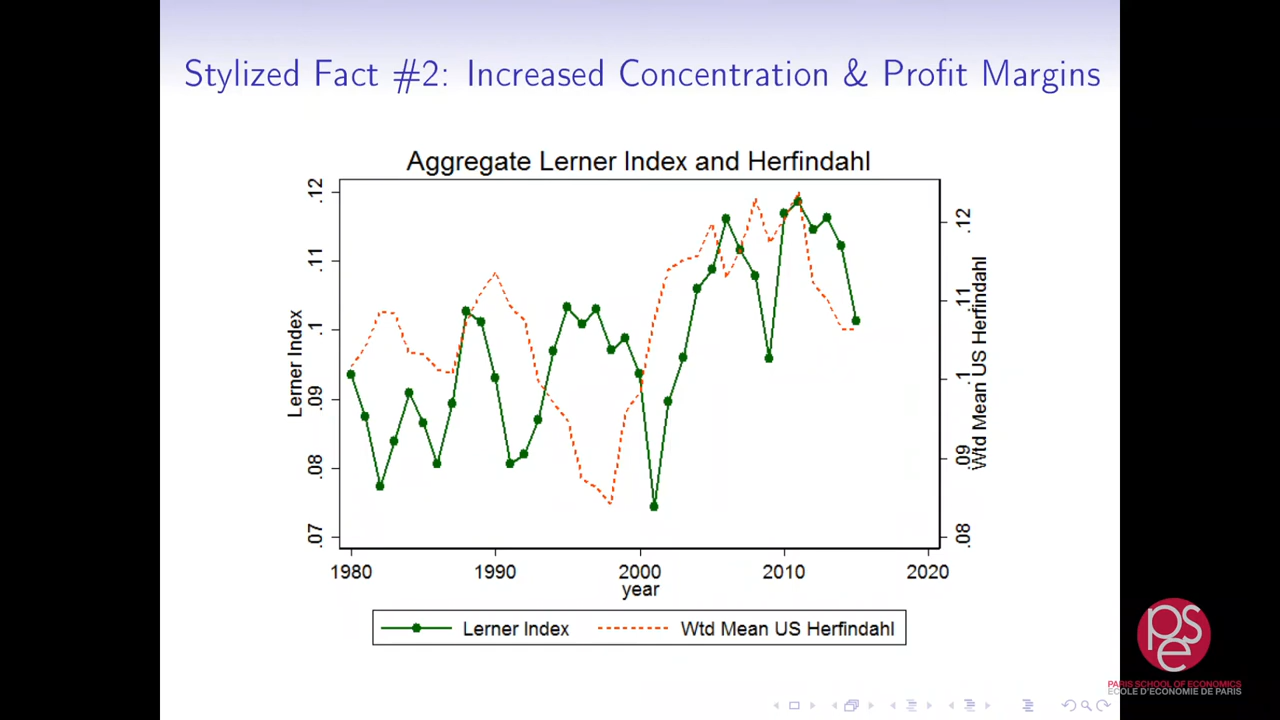 Stylized Fact #2: Increased Concentration & Profit Margins
Aggregate Lerner Index and Herfindahl
.12
.11
.1
.09
.08
.07
Lerner Index
.12
.11
.1
.09
.08
Wtd Mean US Herfindahl
1980 1990 2000 2010 2020
year
Lerner Index Wtd Mean US Herfindahl
pse
PARIS SCHOOL OF ECONOMICS
ECOLE D'ECONOMIE DE PARIS